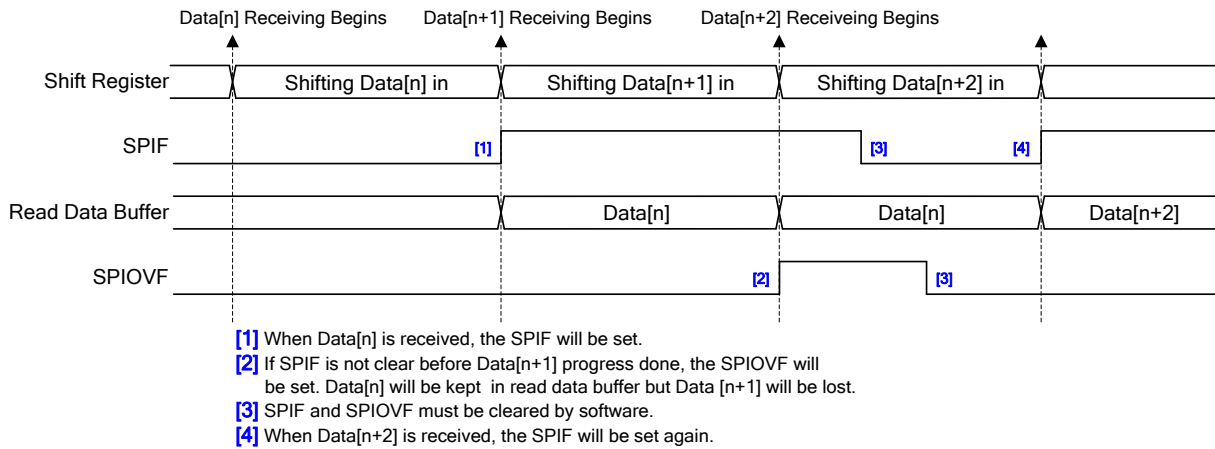 Data[n] Receiving Begins Data[n+1] Receiving Begins Data[n+2] Receiveing Begins
Shift Register Shifting Data[n] in Shifting Data[n+1] in Shifting Data[n+2] in
SPIF [1] [3] [4]
Read Data Buffer Data[n] Data[n] Data[n+2]
SPIOVF [2] [3]
[1] When Data[n] is received, the SPIF will be set.
[2] If SPIF is not clear before Data[n+1] progress done, the SPIOVF will
be set. Data[n] will be kept in read data buffer but Data [n+1] will be lost.
[3] SPIF and SPIOVF must be cleared by software.
[4] When Data[n+2] is received, the SPIF will be set again.